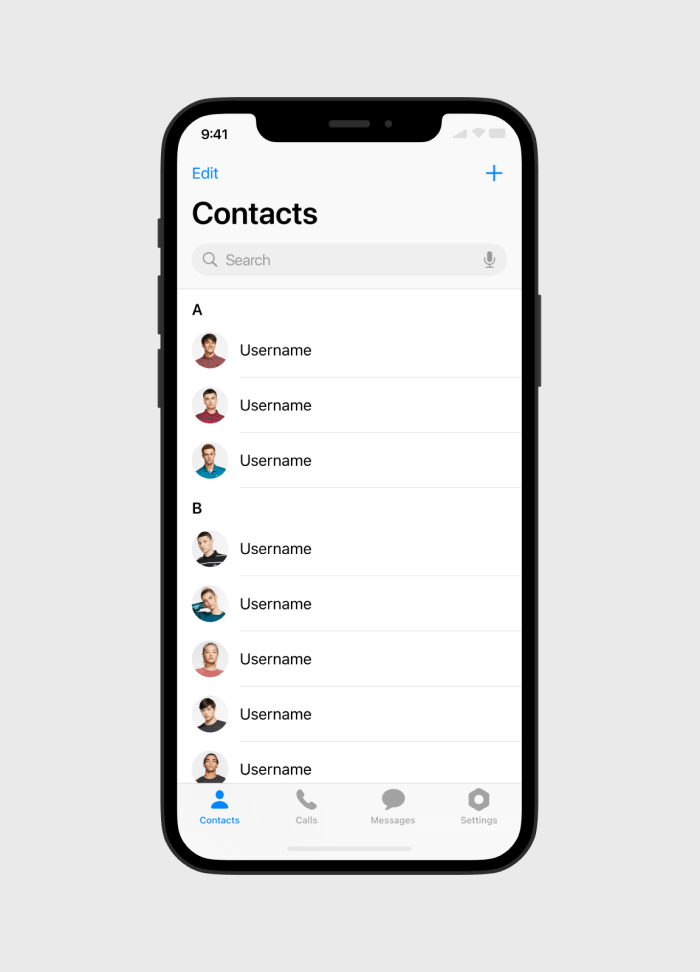 9:41
Edit
Contacts
Search
A
Username
Username
Username
B
Username
Username
Username
Username
Username
Contacts Calls Messages Settings